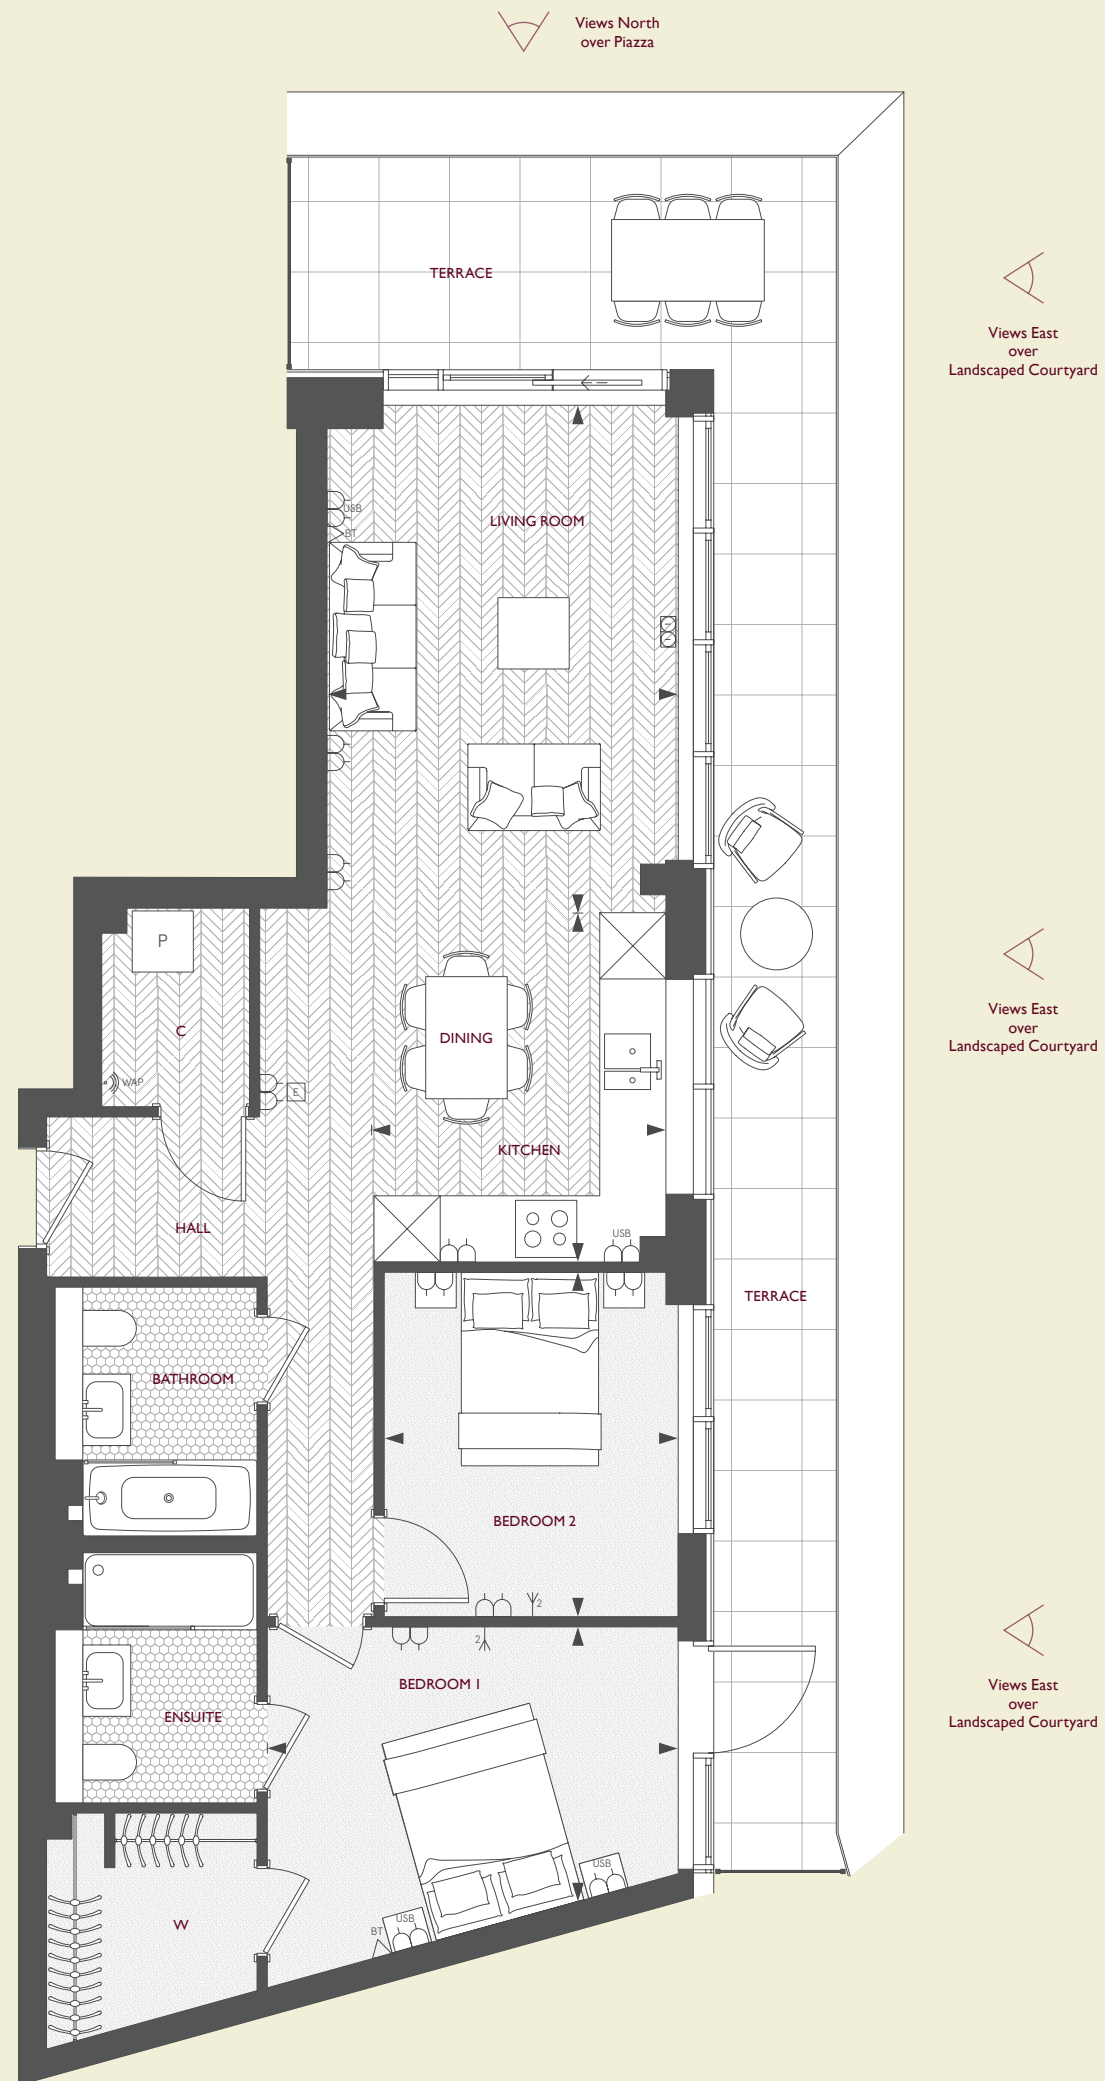 Views North
over Piazza
TERRACE
Views East
over
Landscaped Courtyard
USB
BT
LIVING ROOM
P
C
WAP
E
DINING
KITCHEN
HALL
USB
Views East
over
Landscaped Courtyard
TERRACE
BATHROOM
BEDROOM 2
2
2
BEDROOM 1
ENSUITE
Views East
over
Landscaped Courtyard
USB
W
USB
BT